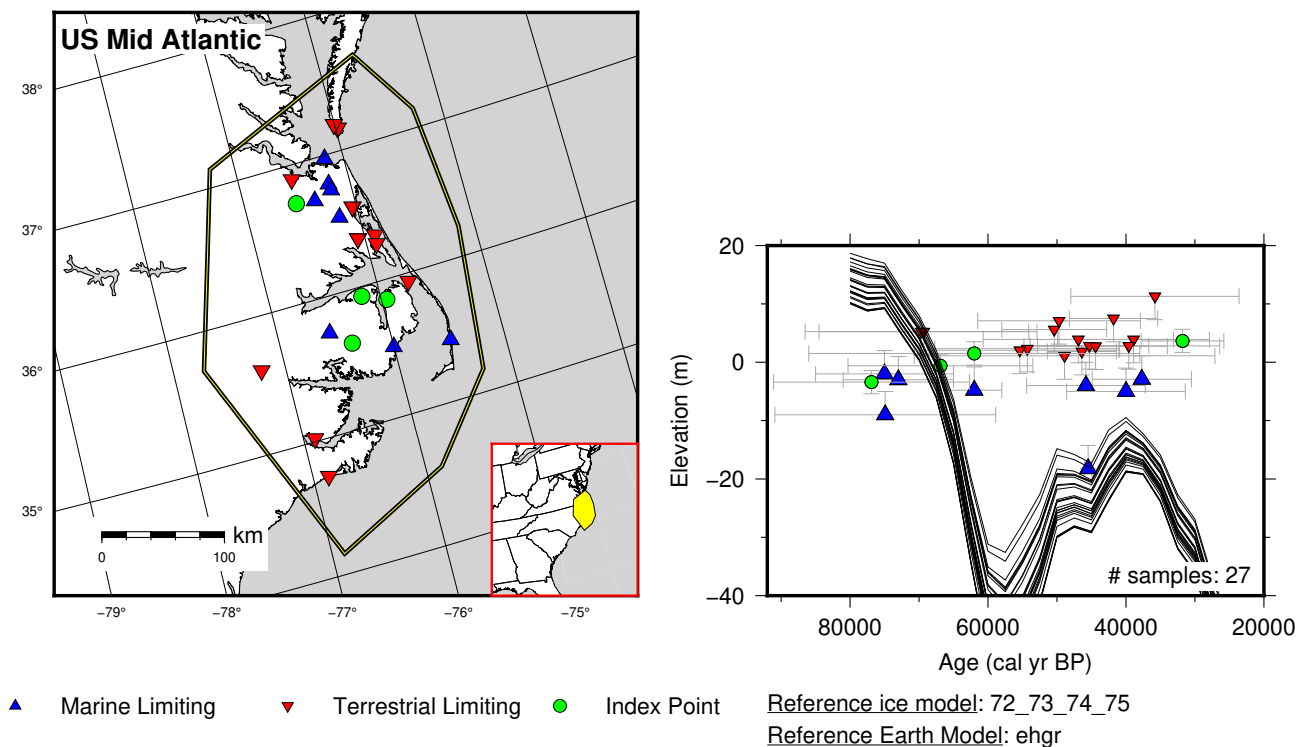 US Mid Atlantic
38°
37°
36°
35°
−79°
−78°
−77°
−76°
−75°
km
0
100
20
0
−20
−40
Elevation (m)
# samples: 27
80000
60000
40000
20000
Age (cal yr BP)
Marine Limiting
Terrestrial Limiting
Index Point
Reference ice model: 72_73_74_75
Reference Earth Model: ehgr